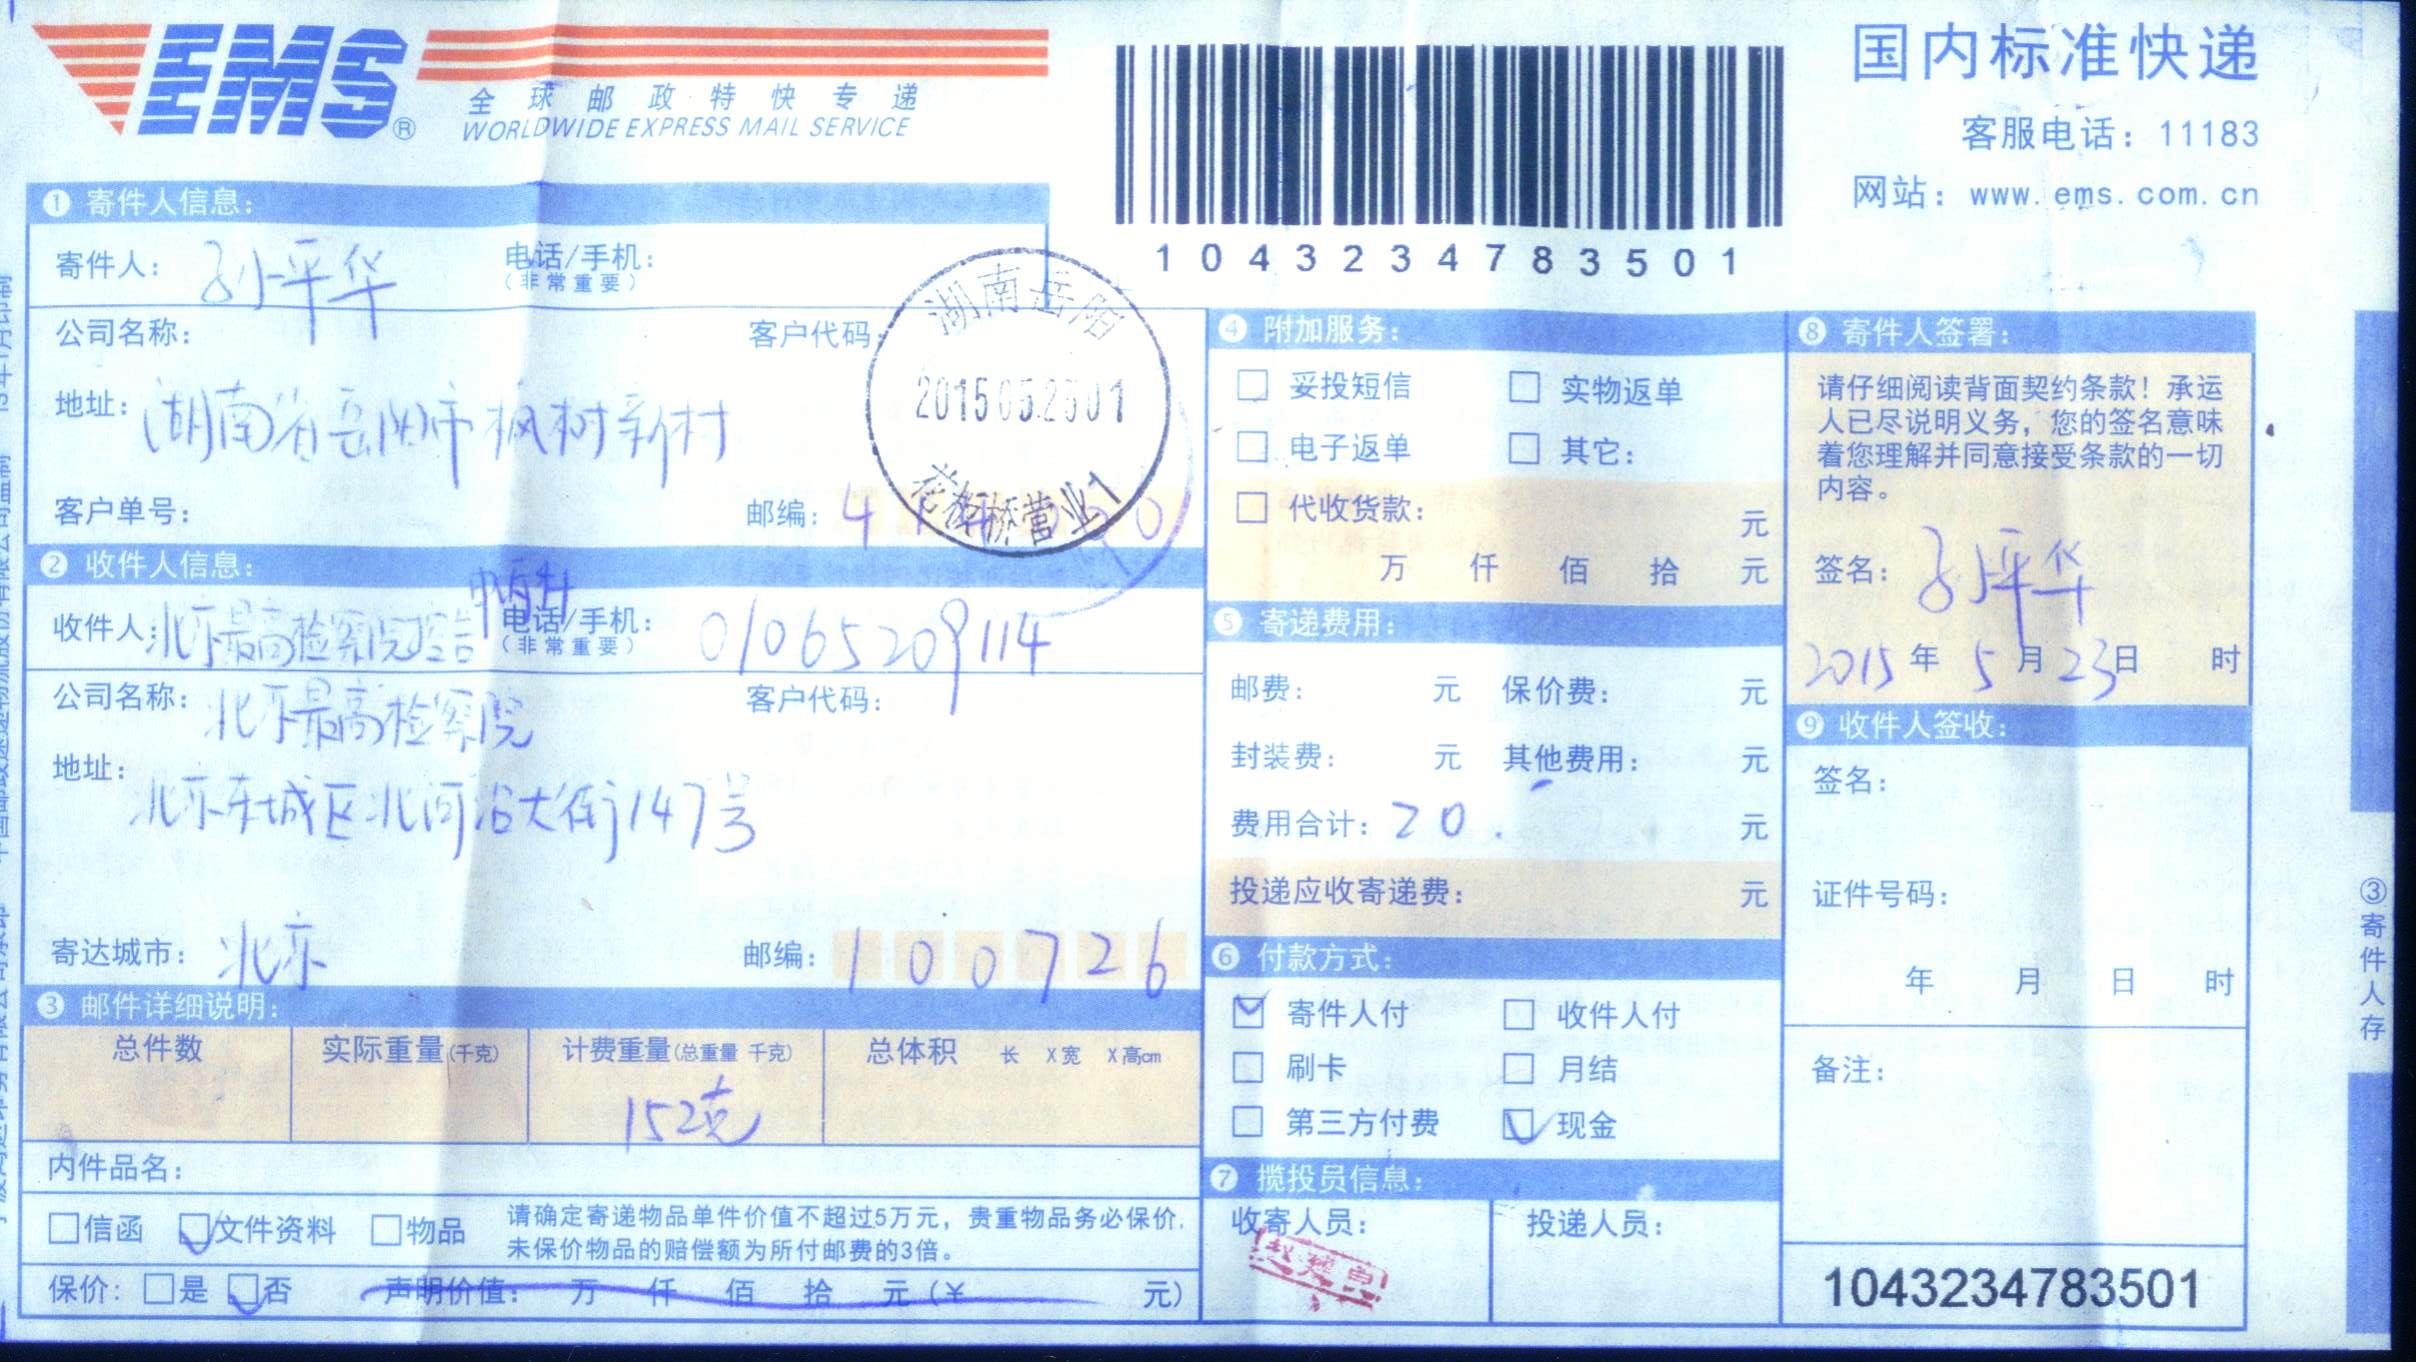 EMS®
全球邮政特快专递
WORLDWIDE EXPRESS MAIL SERVICE
1043234783501
国内标准快递
客服电话：11183
网站：www.ems.com.cn
❶ 寄件人信息：
寄件人：孙平华 电话/手机：
（非常重要）
公司名称： 客户代码：
地址：湖南省岳阳市枫树新村
客户单号： 邮编：
湖南岳阳
花板桥营业1
❷ 收件人信息：
收件人：北京最高检察院控告申诉 电话/手机：01065209114
（非常重要）
公司名称：北京最高检察院 客户代码：
地址：北京东城区北河沿大街147号
寄达城市：北京 邮编：100726
❸ 邮件详细说明：
总件数 实际重量（千克） 计费重量（总重量 千克） 总体积 长 X宽 X高cm
152克
内件品名：
信函 文件资料 物品 请确定寄递物品单件价值不超过5万元，贵重物品务必保价，
未保价物品的赔偿额为所付邮费的3倍。
保价：是 否 声明价值： 万 仟 佰 拾 元（¥ 元）
❹ 附加服务：
妥投短信 实物返单
电子返单 其它：
代收货款： 元
万 仟 佰 拾 元
❺ 寄递费用：
邮费： 元 保价费： 元
封装费： 元 其他费用： 元
费用合计：20. 元
投递应收寄递费： 元
❻ 付款方式：
寄件人付 收件人付
刷卡 月结
第三方付费 现金
❼ 揽投员信息：
收寄人员： 投递人员：
❽ 寄件人签署：
请仔细阅读背面契约条款！承运
人已尽说明义务，您的签名意味
着您理解并同意接受条款的一切
内容。
签名：孙平华
2015年5月23日 时
❾ 收件人签收：
签名：
证件号码：
年 月 日 时
备注：
1043234783501
③寄件人存